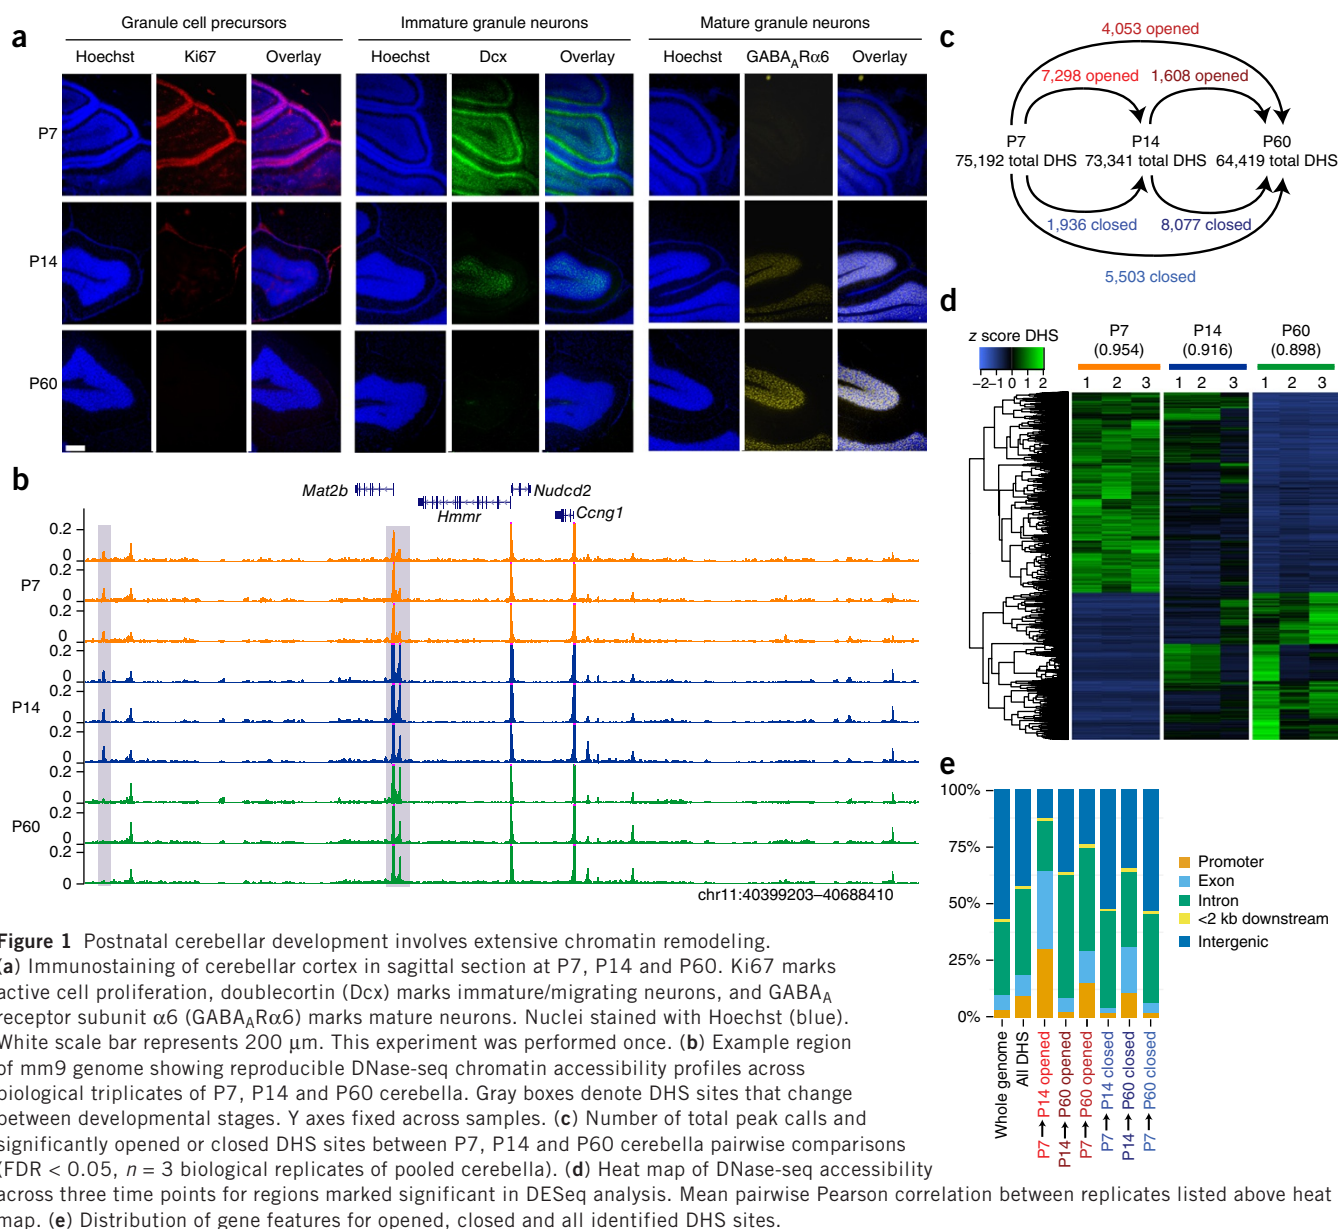 a
Granule cell precursors
Immature granule neurons
Mature granule neurons
Hoechst Ki67 Overlay
Hoechst Dcx Overlay
Hoechst GABA_A Rα6 Overlay
P7
P14
P60
b
Mat2b
Hmmr
Nudcd2
Ccng1
0.2
0
0.2
P7
0
0.2
0
0.2
0
0.2
P14
0
0.2
0
0.2
0
P60
0.2
0
0.2
0
chr11:40399203–40688410
c
4,053 opened
7,298 opened 1,608 opened
P7 P14 P60
75,192 total DHS 73,341 total DHS 64,419 total DHS
1,936 closed 8,077 closed
5,503 closed
d
z score DHS
–2 –1 0 1 2
P7 P14 P60
(0.954) (0.916) (0.898)
1 2 3 1 2 3 1 2 3
e
100%
75%
50%
25%
0%
Promoter
Exon
Intron
<2 kb downstream
Intergenic
Whole genome
All DHS
P7 → P14 opened
P14 → P60 opened
P7 → P60 opened
P7 → P14 closed
P14 → P60 closed
P7 → P60 closed
Figure 1 Postnatal cerebellar development involves extensive chromatin remodeling.
(a) Immunostaining of cerebellar cortex in sagittal section at P7, P14 and P60. Ki67 marks
active cell proliferation, doublecortin (Dcx) marks immature/migrating neurons, and GABA_A
receptor subunit α6 (GABA_ARα6) marks mature neurons. Nuclei stained with Hoechst (blue).
White scale bar represents 200 μm. This experiment was performed once. (b) Example region
of mm9 genome showing reproducible DNase-seq chromatin accessibility profiles across
biological triplicates of P7, P14 and P60 cerebella. Gray boxes denote DHS sites that change
between developmental stages. Y axes fixed across samples. (c) Number of total peak calls and
significantly opened or closed DHS sites between P7, P14 and P60 cerebella pairwise comparisons
(FDR < 0.05, n = 3 biological replicates of pooled cerebella). (d) Heat map of DNase-seq accessibility
across three time points for regions marked significant in DESeq analysis. Mean pairwise Pearson correlation between replicates listed above heat
map. (e) Distribution of gene features for opened, closed and all identified DHS sites.